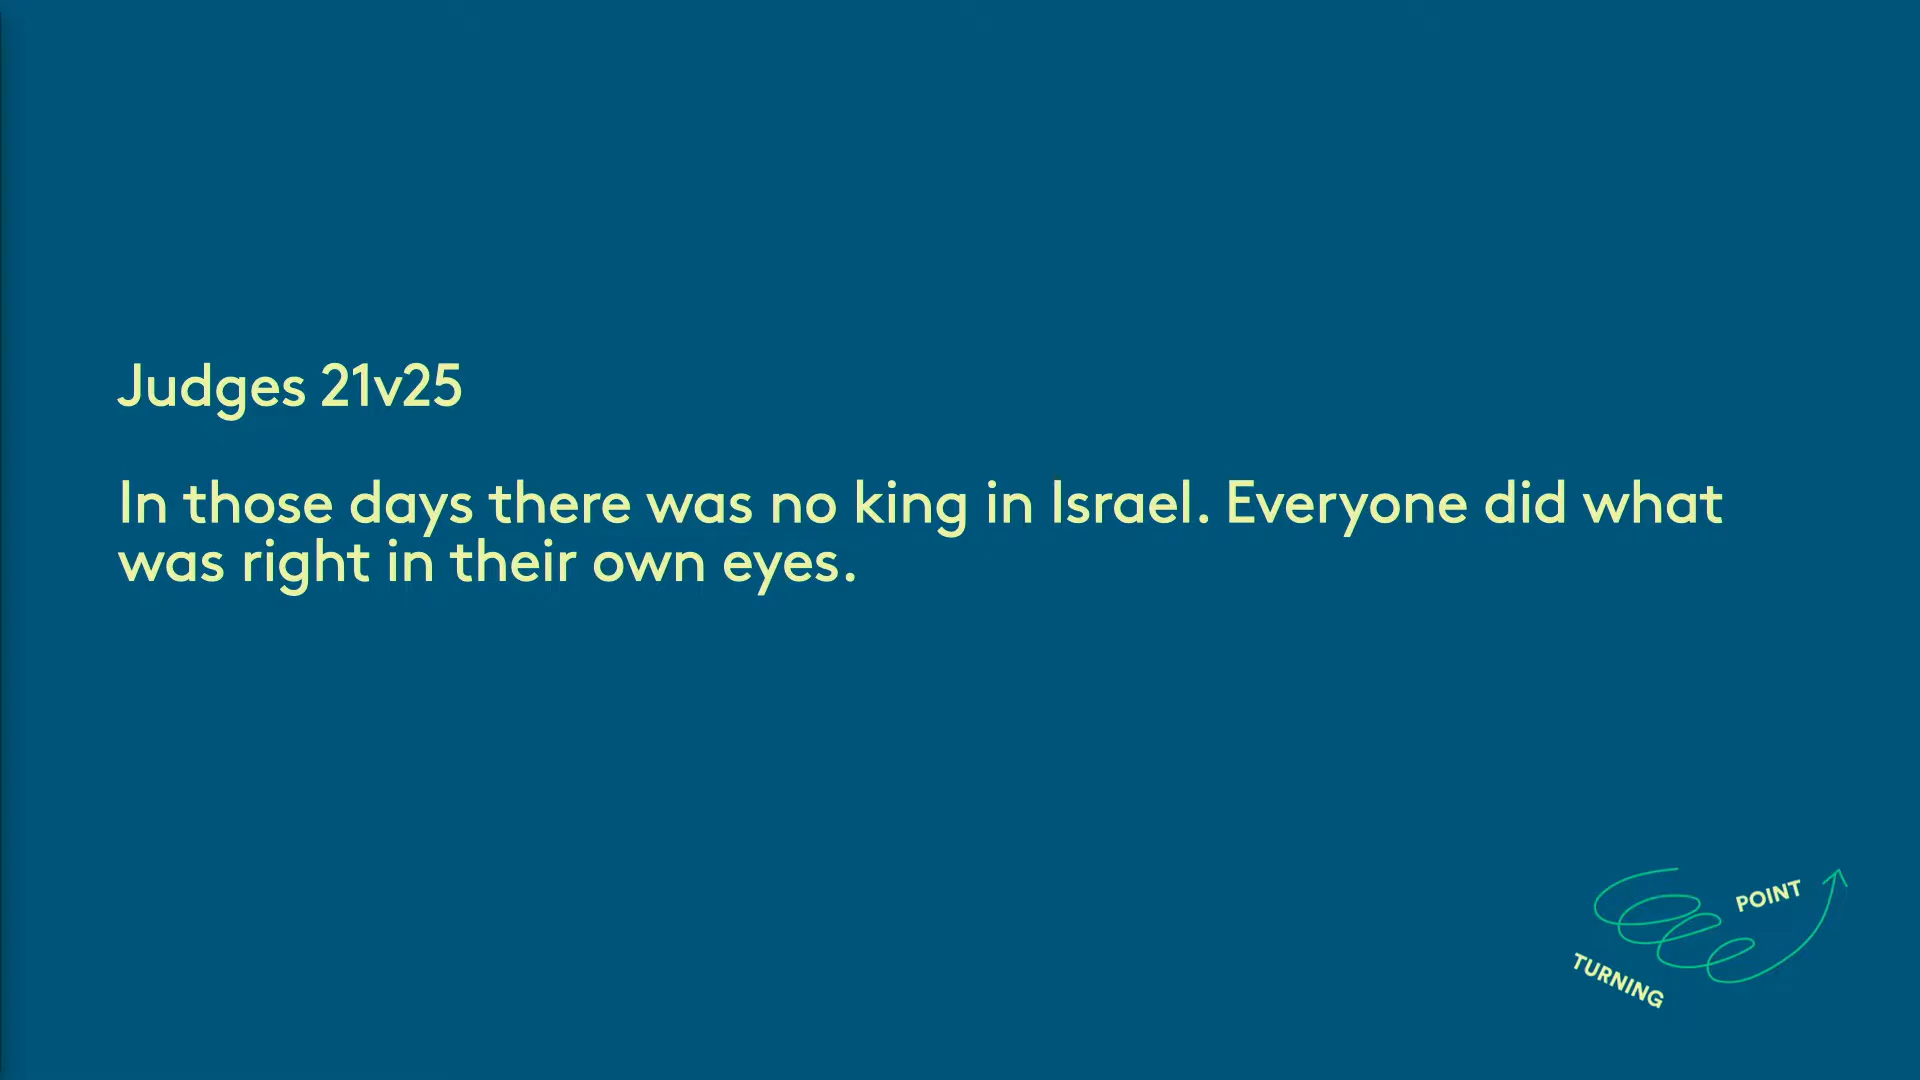 Judges 21v25
In those days there was no king in Israel. Everyone did what
was right in their own eyes.
TURNING
POINT